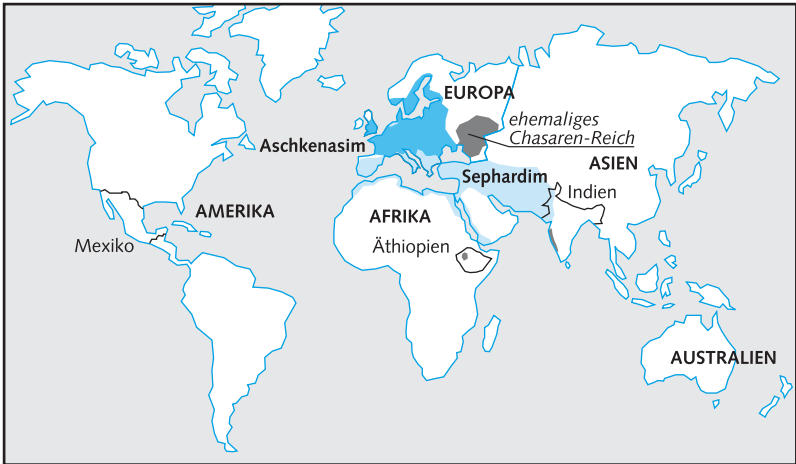 EUROPA
ehemaliges
Chasaren-Reich
Aschkenasim
ASIEN
Sephardim
Indien
AMERIKA
AFRIKA
Mexiko
Äthiopien
AUSTRALIEN